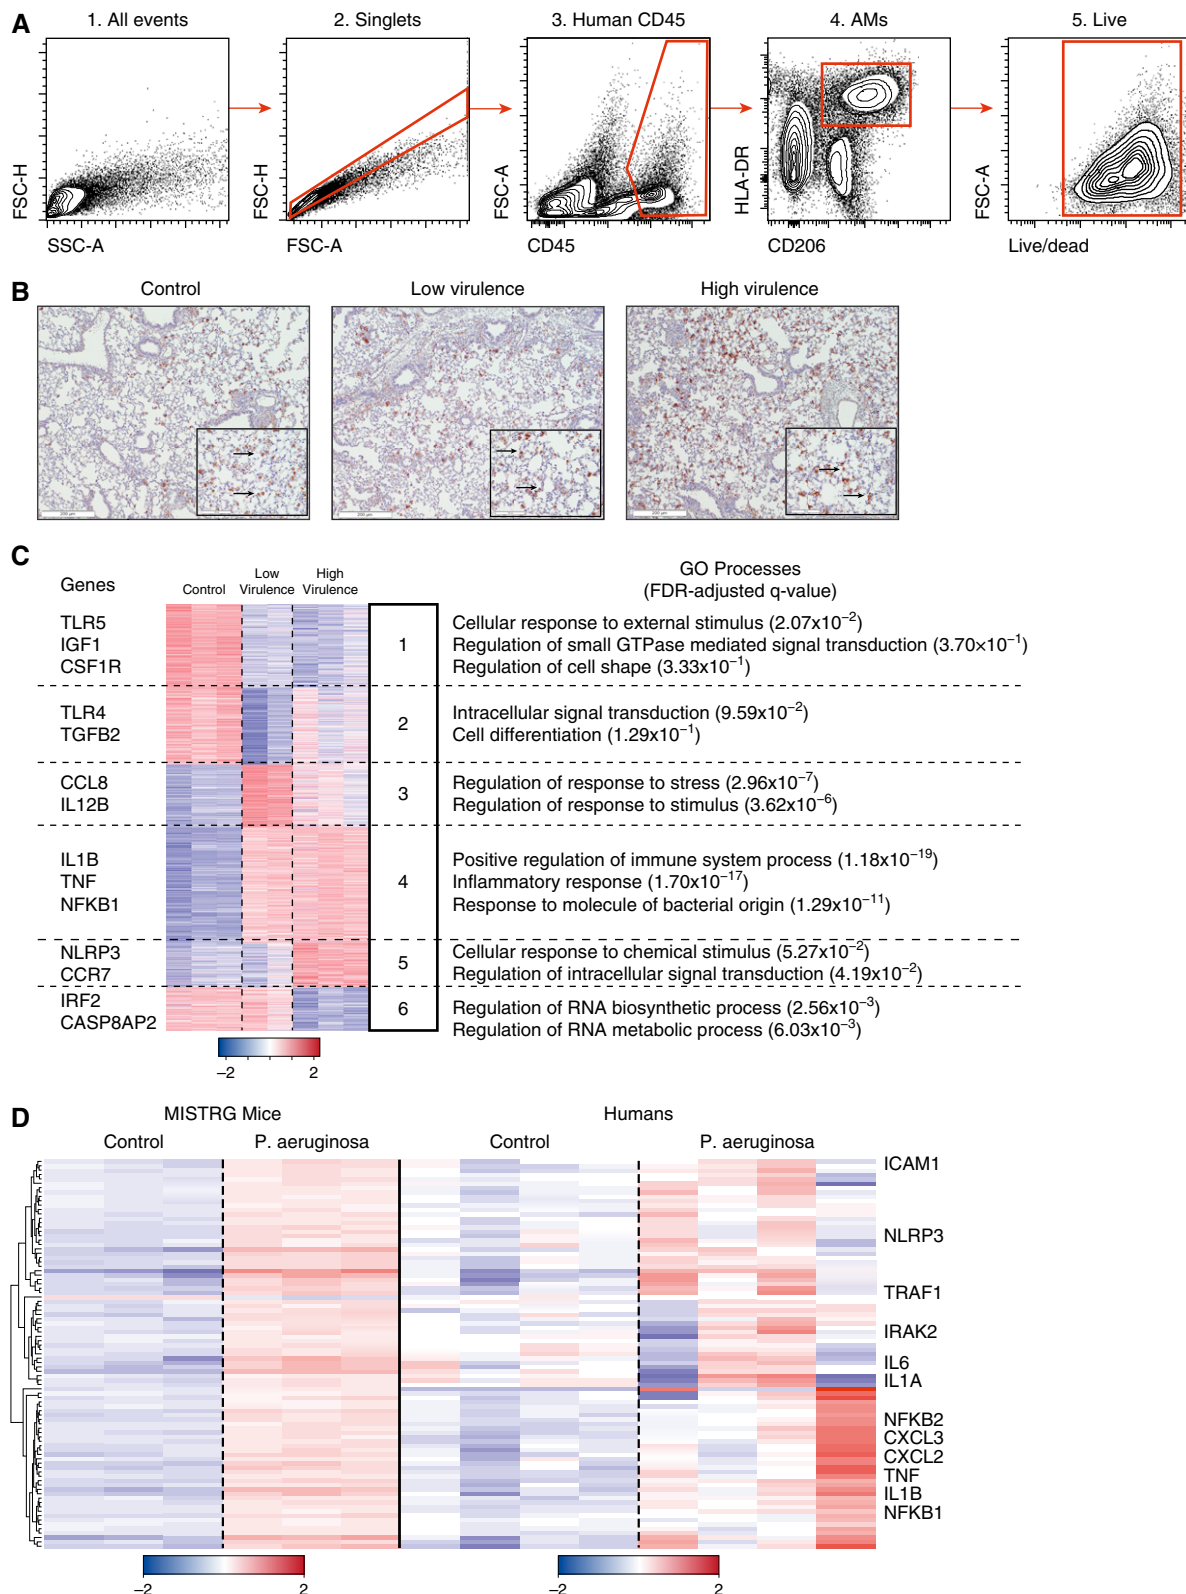 A
1. All events
2. Singlets
3. Human CD45
4. AMs
5. Live
FSC-H
SSC-A
FSC-H
FSC-A
FSC-A
CD45
HLA-DR
CD206
FSC-A
Live/dead
B
Control
Low virulence
High virulence
200 µm
200 µm
200 µm
C
Genes
Control
Low Virulence
High Virulence
GO Processes
(FDR-adjusted q-value)
TLR5
IGF1
CSF1R
1
Cellular response to external stimulus (2.07x10⁻²)
Regulation of small GTPase mediated signal transduction (3.70×10⁻¹)
Regulation of cell shape (3.33x10⁻¹)
TLR4
TGFB2
2
Intracellular signal transduction (9.59x10⁻²)
Cell differentiation (1.29x10⁻¹)
CCL8
IL12B
3
Regulation of response to stress (2.96x10⁻⁷)
Regulation of response to stimulus (3.62x10⁻⁶)
IL1B
TNF
NFKB1
4
Positive regulation of immune system process (1.18x10⁻¹⁹)
Inflammatory response (1.70x10⁻¹⁷)
Response to molecule of bacterial origin (1.29x10⁻¹¹)
NLRP3
CCR7
5
Cellular response to chemical stimulus (5.27x10⁻²)
Regulation of intracellular signal transduction (4.19x10⁻²)
IRF2
CASP8AP2
6
Regulation of RNA biosynthetic process (2.56x10⁻³)
Regulation of RNA metabolic process (6.03x10⁻³)
−2 2
D
MISTRG Mice
Humans
Control
P. aeruginosa
Control
P. aeruginosa
ICAM1
NLRP3
TRAF1
IRAK2
IL6
IL1A
NFKB2
CXCL3
CXCL2
TNF
IL1B
NFKB1
−2 0 2
−2 0 2